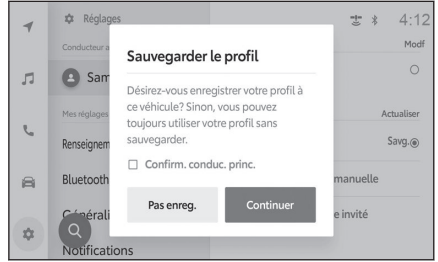 Réglages
4:12
Conducteur a
Modf
Sam
Mes réglages
Actualiser
Renseignem
Savg.
Bluetooth
manuelle
Générali
e invité
Notifications
Sauvegarder le profil
Désirez-vous enregistrer votre profil à
ce véhicule? Sinon, vous pouvez
toujours utiliser votre profil sans
sauvegarder.
Confirm. conduc. princ.
Pas enreg.
Continuer